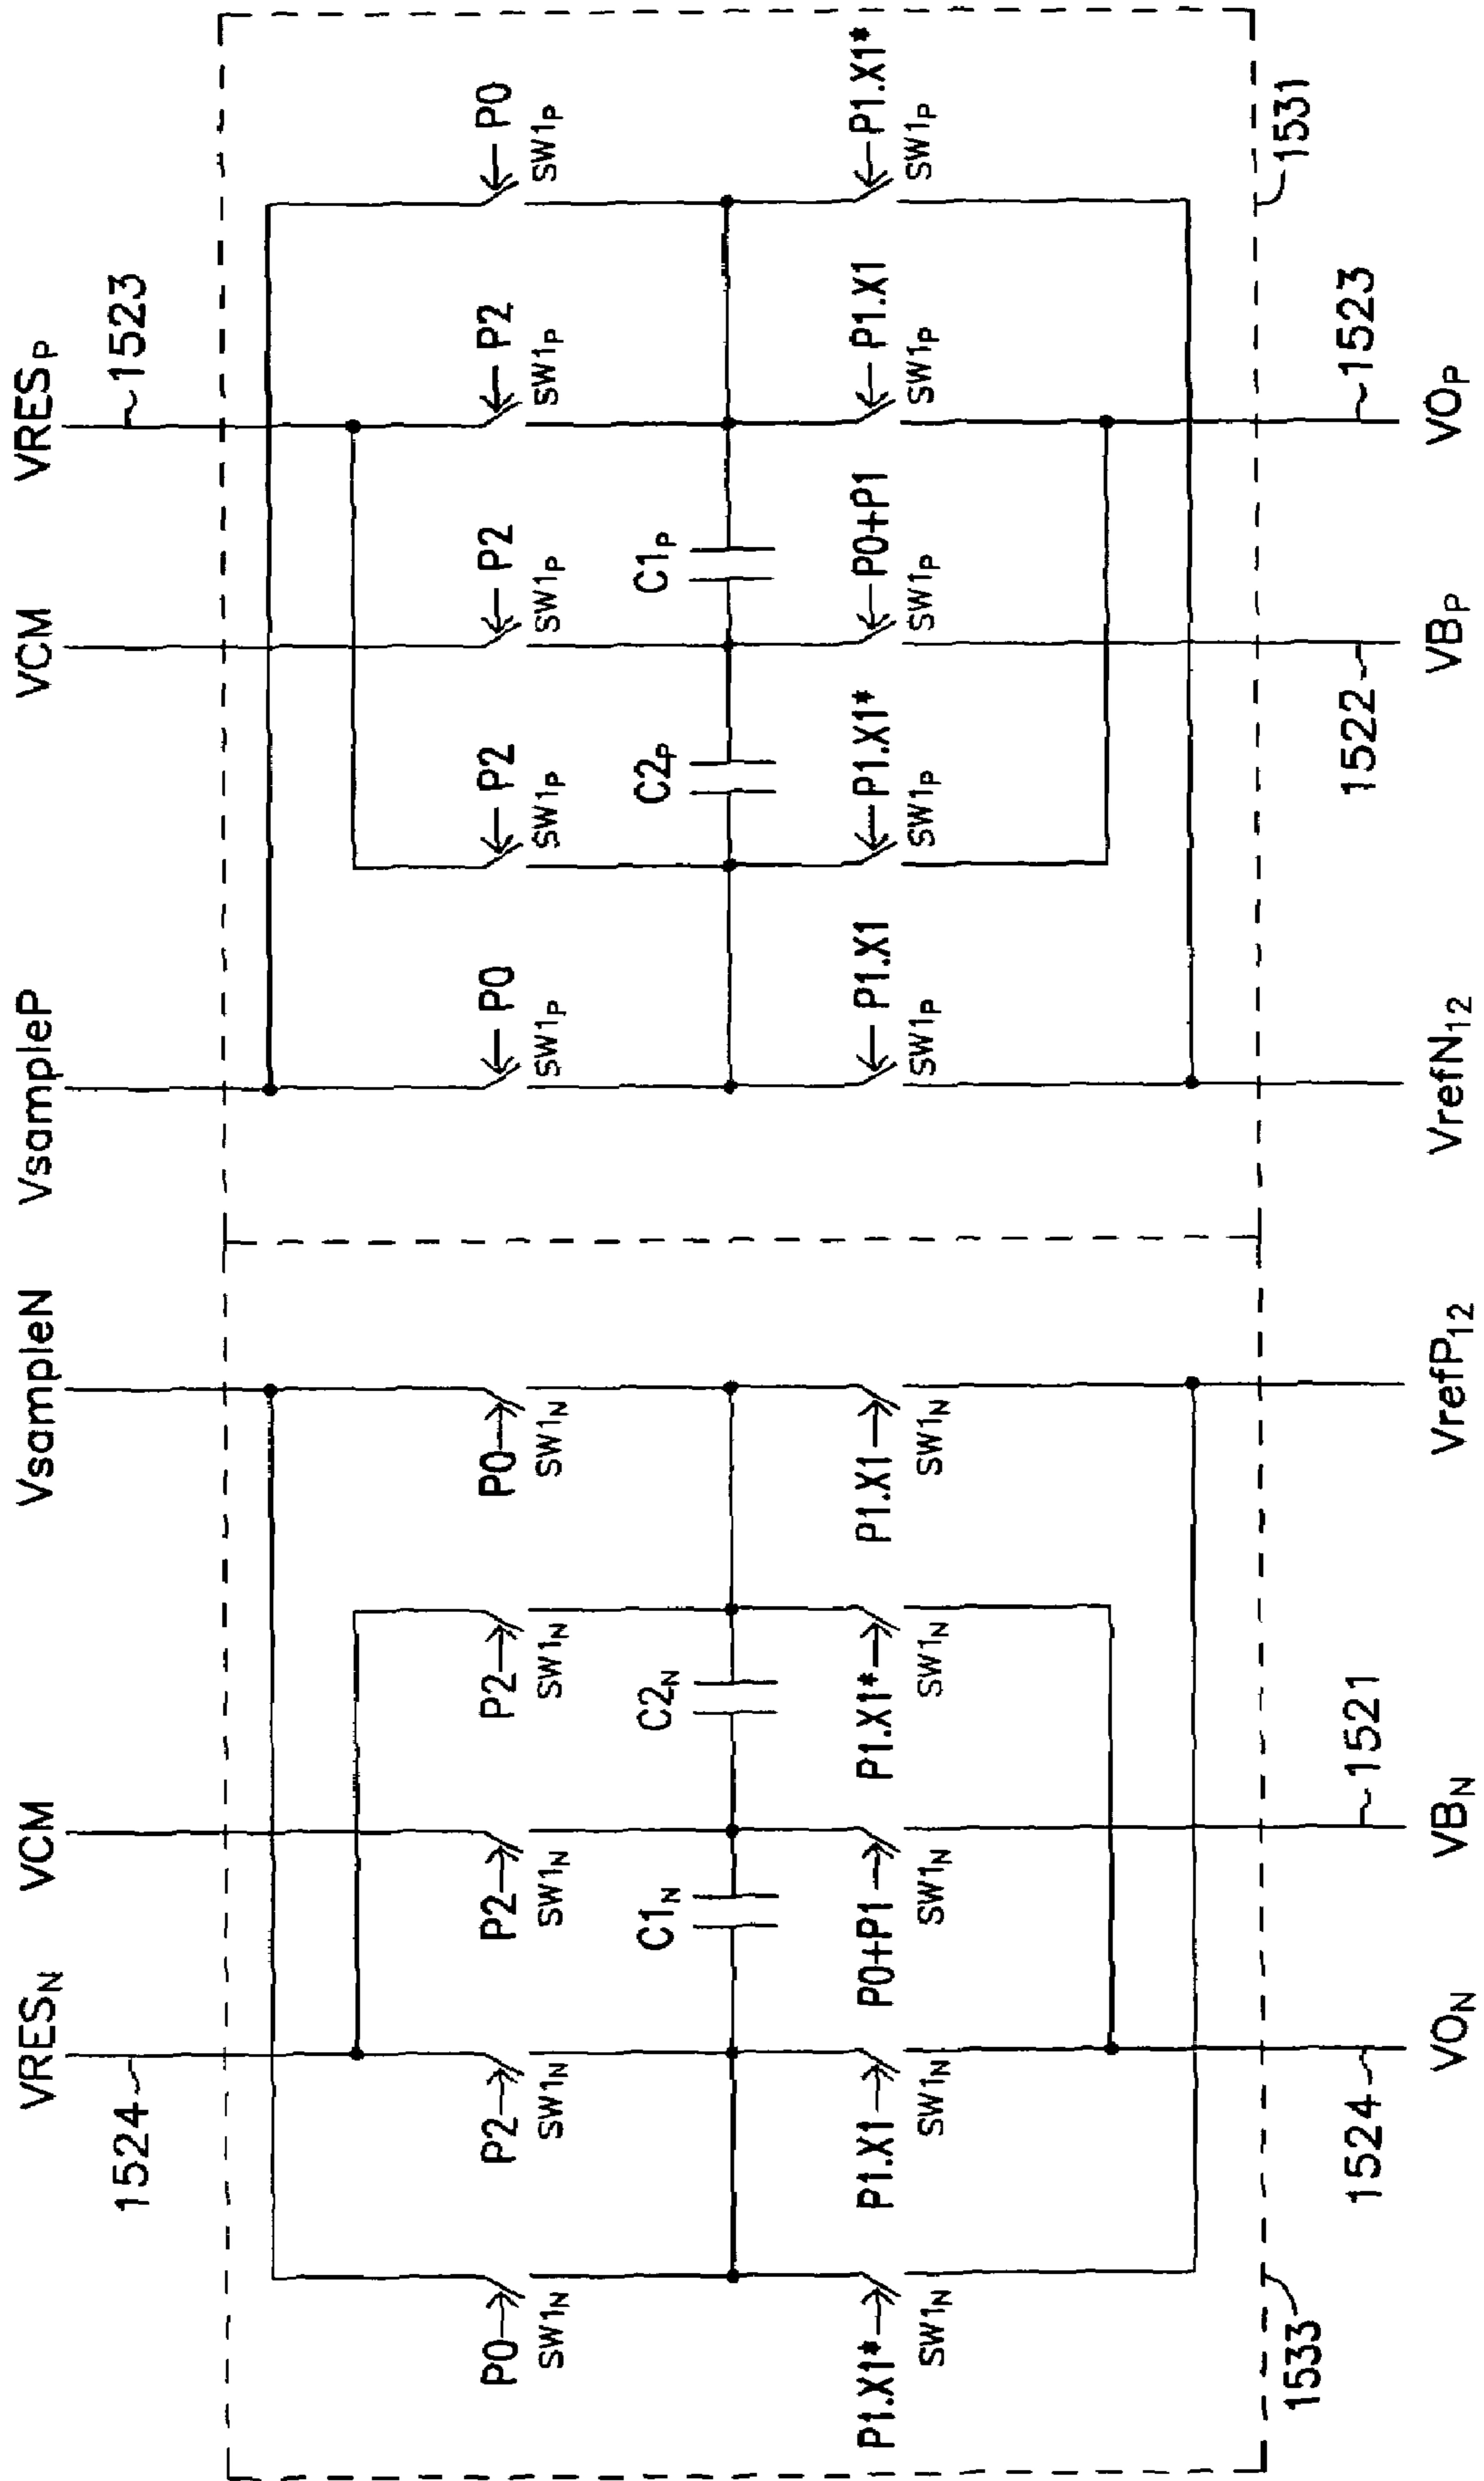 VRESN VCM VsampleN VsampleP VCM VRESP
1524 1523
P0 P2 P2 P2 P0 P0 P2 P2 P2 P0
SW1N SW1N SW1N SW1N SW1N SW1P SW1P SW1P SW1P SW1P
C1N C2N C2P C1P
P1.X1* P1.X1 P0+P1 P1.X1* P1.X1 P1.X1 P1.X1* P0+P1 P1.X1 P1.X1*
SW1N SW1N SW1N SW1N SW1N SW1P SW1P SW1P SW1P SW1P
1533 1531
1524 1521 1522 1523
VON VBN VrefP12 VrefN12 VBP VOP